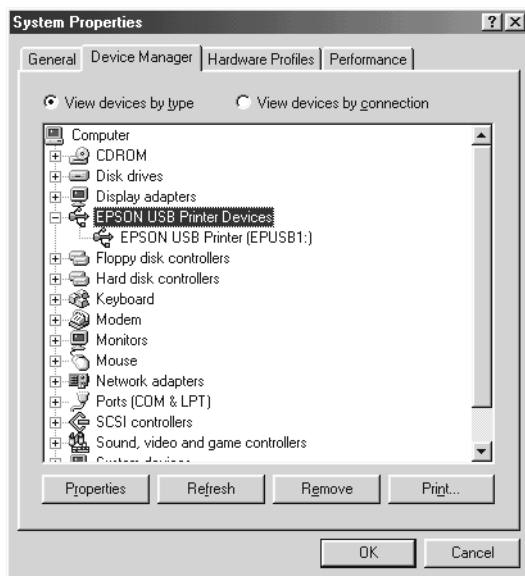 System Properties
General Device Manager Hardware Profiles Performance
View devices by type View devices by connection
Computer
CDROM
Disk drives
Display adapters
EPSON USB Printer Devices
EPSON USB Printer (EPUSB1:)
Floppy disk controllers
Hard disk controllers
Keyboard
Modem
Monitors
Mouse
Network adapters
Ports (COM & LPT)
SCSI controllers
Sound, video and game controllers
System devices
Properties Refresh Remove Print...
OK Cancel